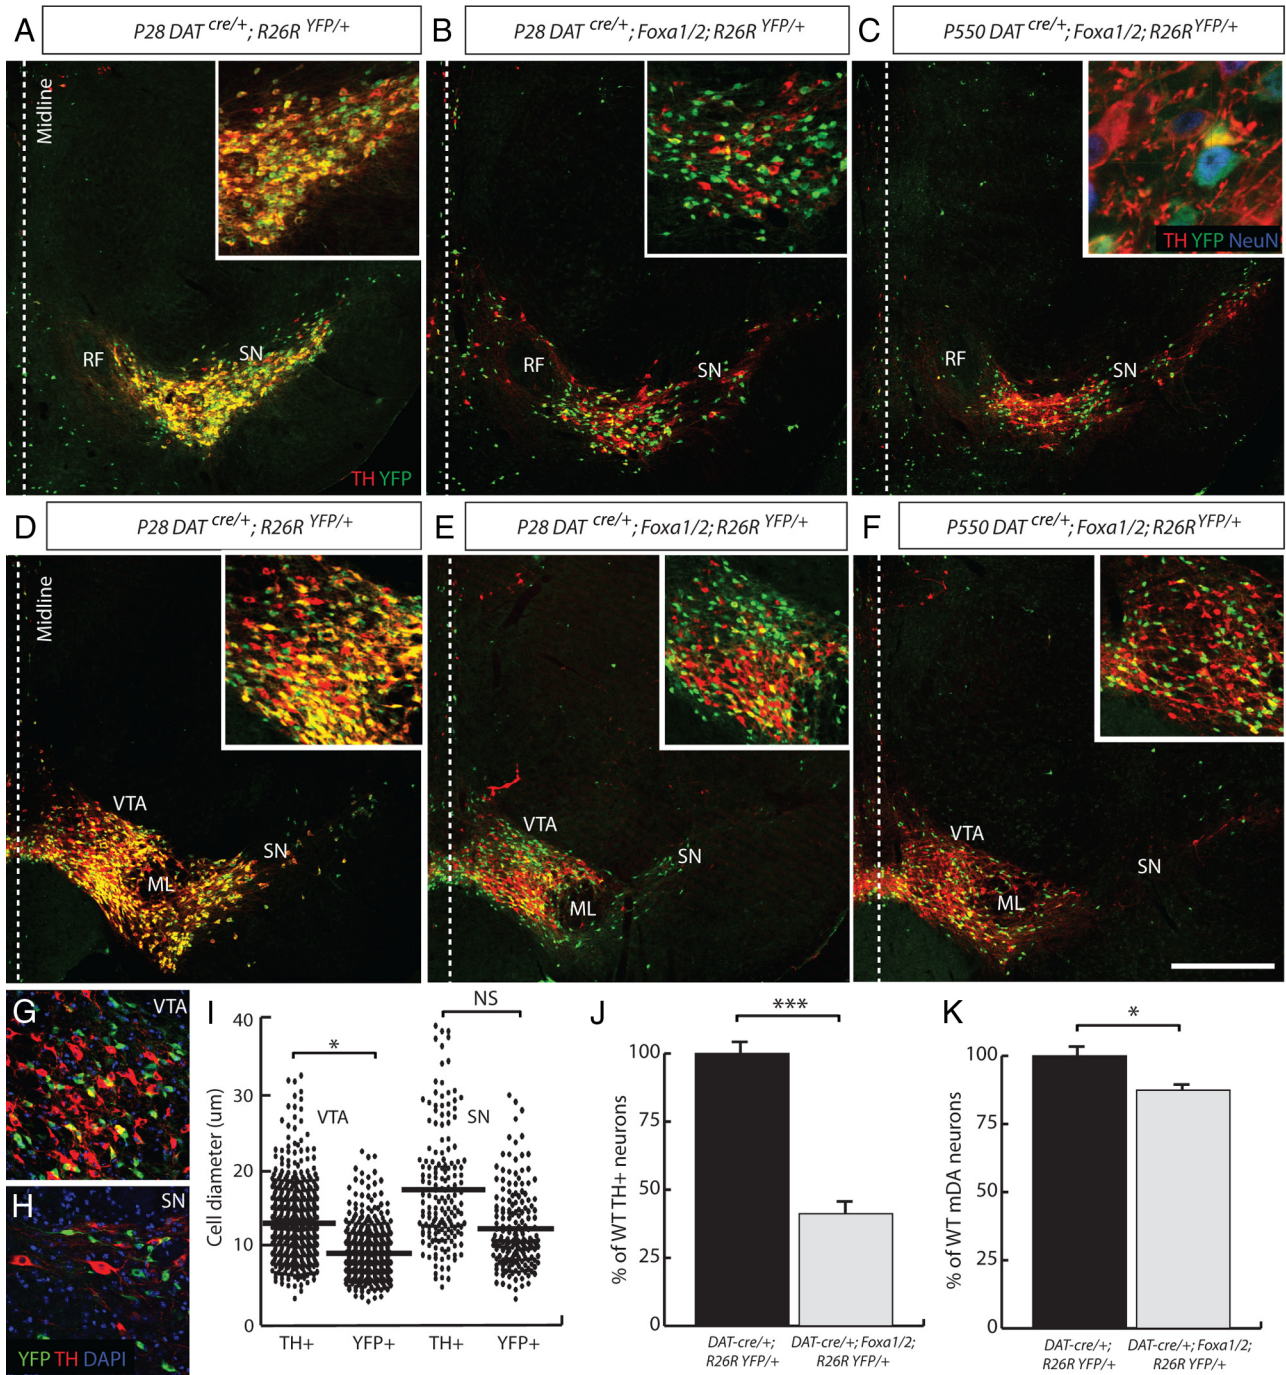 A
P28 DAT cre/+; R26R YFP/+
B
P28 DAT cre/+; Foxa1/2; R26R YFP/+
C
P550 DAT cre/+; Foxa1/2; R26R YFP/+
Midline
RF
SN
TH YFP
RF
SN
TH YFP NeuN
RF
SN
D
P28 DAT cre/+; R26R YFP/+
E
P28 DAT cre/+; Foxa1/2; R26R YFP/+
F
P550 DAT cre/+; Foxa1/2; R26R YFP/+
Midline
VTA
SN
ML
VTA
SN
ML
VTA
SN
ML
G
VTA
H
SN
YFP TH DAPI
I
Cell diameter (um)
40
30
20
10
0
*
VTA
NS
SN
TH+
YFP+
TH+
YFP+
J
% of WT TH+ neurons
100
75
50
25
0
***
DAT-cre/+;
R26R YFP/+
DAT-cre/+; Foxa1/2;
R26R YFP/+
K
% of WT mDA neurons
100
75
50
25
0
*
DAT-cre/+;
R26R YFP/+
DAT-cre/+; Foxa1/2;
R26R YFP/+